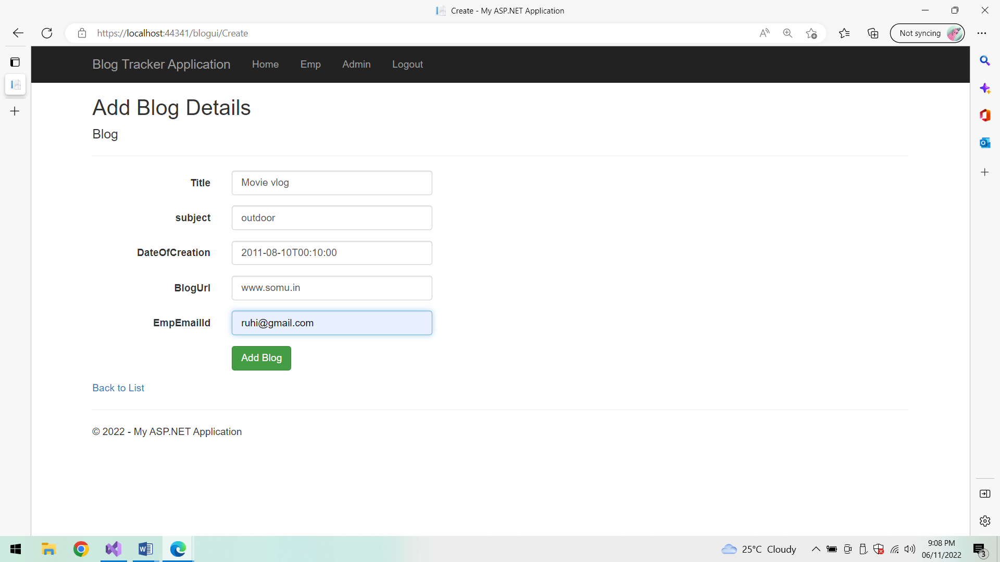 Create - My ASP.NET Application
https://localhost:44341/blogui/Create
A
Not syncing
Blog Tracker Application Home Emp Admin Logout
Add Blog Details
Blog
Title Movie vlog
subject outdoor
DateOfCreation 2011-08-10T00:10:00
BlogUrl www.somu.in
EmpEmailId ruhi@gmail.com
Add Blog
Back to List
© 2022 - My ASP.NET Application
25°C Cloudy
9:08 PM
06/11/2022
3